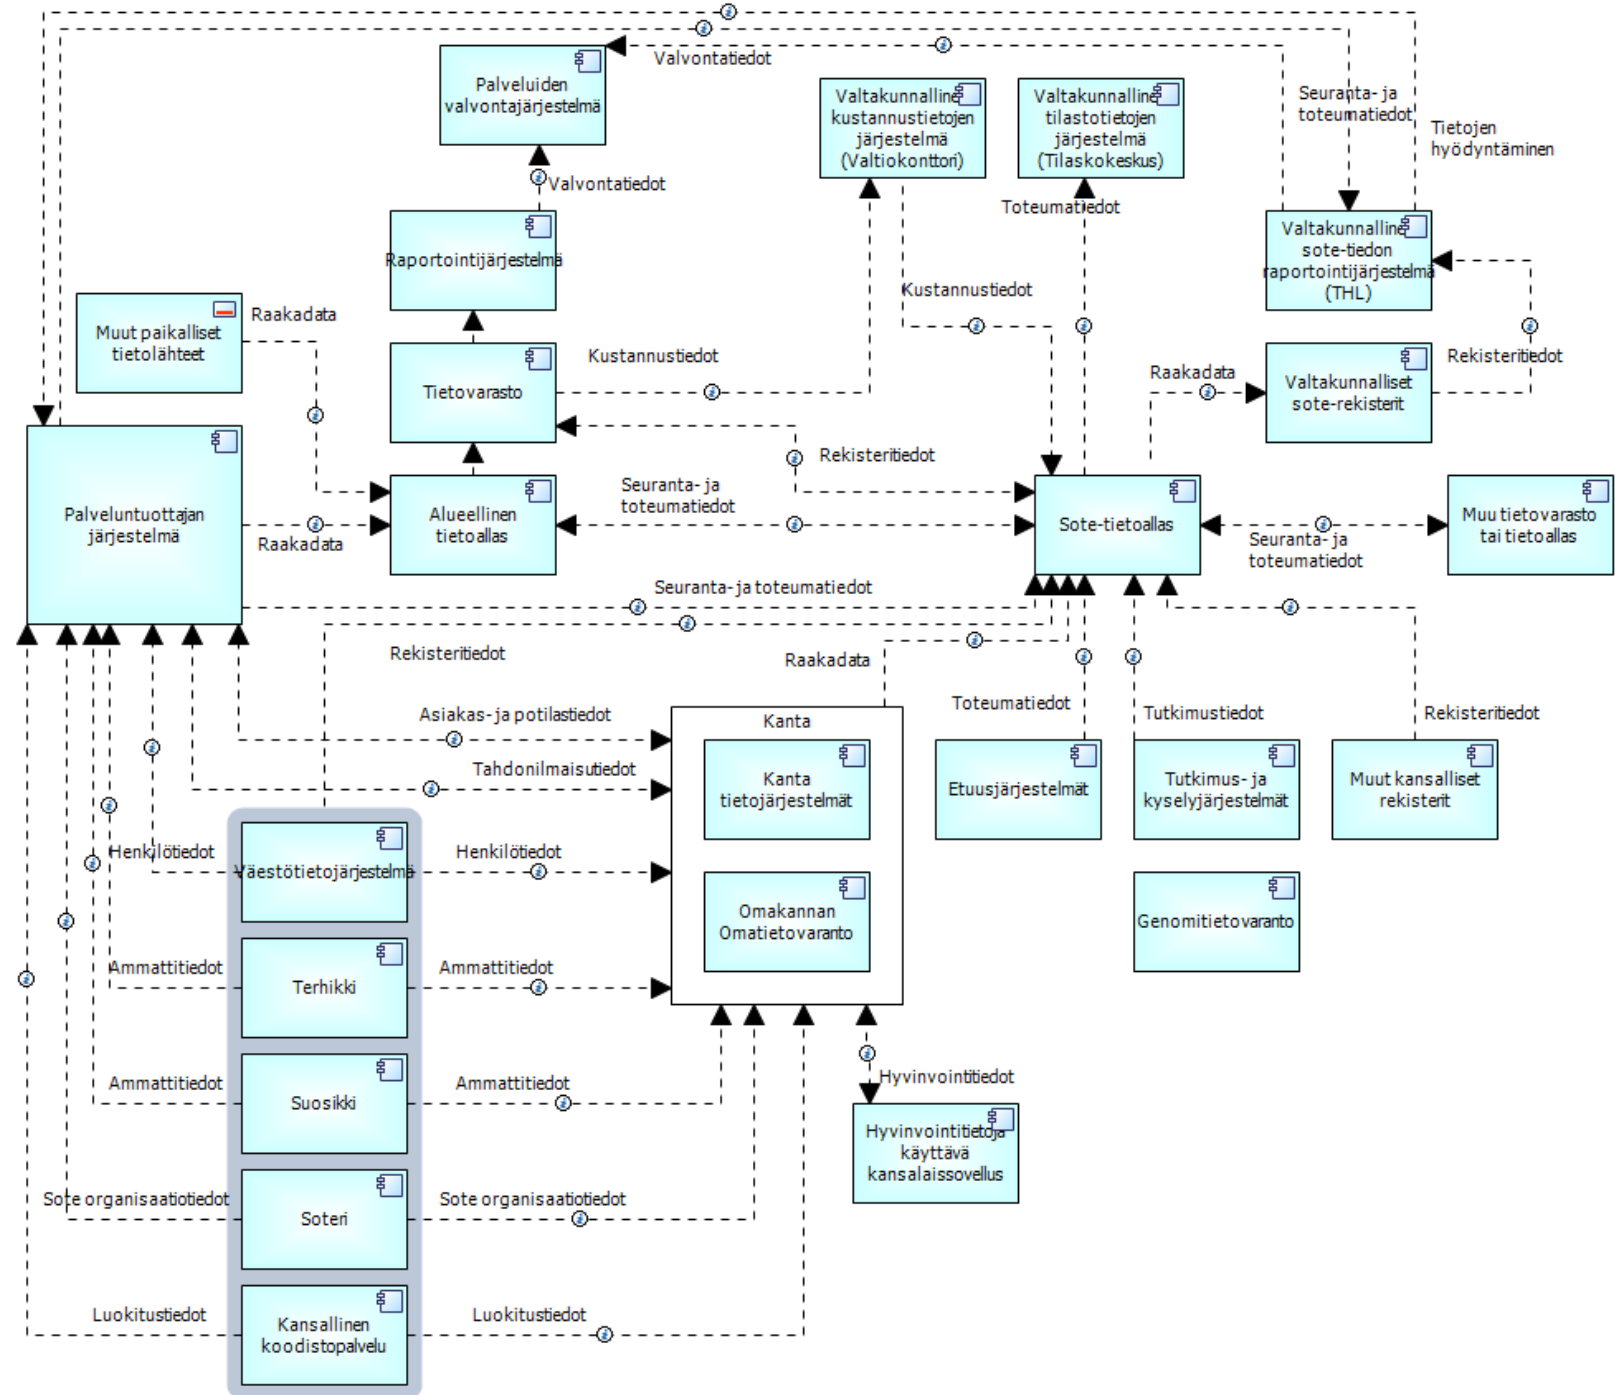 Valvontatiedot
Palveluiden
valvontajärjestelmä
Valtakunnalline
kustannustietojen
järjestelmä
(Valtiokonttori)
Valtakunnalline
tilastotietojen
järjestelmä
(Tilaskokeskus)
Seuranta- ja
toteumatiedot
Tietojen
hyödyntäminen
Valvontatiedot
Toteumatiedot
Raportointijärjestelmä
Valtakunnalline
sote-tiedon
raportointijärjestelmä
(THL)
Kustannustiedot
Muut paikalliset
tietolähteet
Raakadata
Tietovarasto
Kustannustiedot
Raakadata
Valtakunnalliset
sote-rekisterit
Rekisteritiedot
Rekisteritiedot
Palveluntuottajan
järjestelmä
Raakadata
Alueellinen
tietoallas
Seuranta- ja
toteumatiedot
Sote-tietoallas
Seuranta- ja
toteumatiedot
Muu tietovarasto
tai tietoallas
Seuranta- ja toteumatiedot
Rekisteritiedot
Raakadata
Asiakas- ja potilastiedot
Tahdonilmaisutiedot
Kanta
Kanta
tietojärjestelmät
Omakannan
Omatietovaranto
Toteumatiedot
Tutkimustiedot
Rekisteritiedot
Etuusjärjestelmät
Tutkimus- ja
kyselyjärjestelmät
Muut kansalliset
rekisterit
Genomitietovaranto
Henkilötiedot
Väestötietojärjestelmä
Henkilötiedot
Ammattitiedot
Terhikki
Ammattitiedot
Ammattitiedot
Suosikki
Ammattitiedot
Hyvinvointitiedot
Hyvinvointitietoja
käyttävä
kansalaissovellus
Sote organisaatiotiedot
Soteri
Sote organisaatiotiedot
Luokitustiedot
Kansallinen
koodistopalvelu
Luokitustiedot